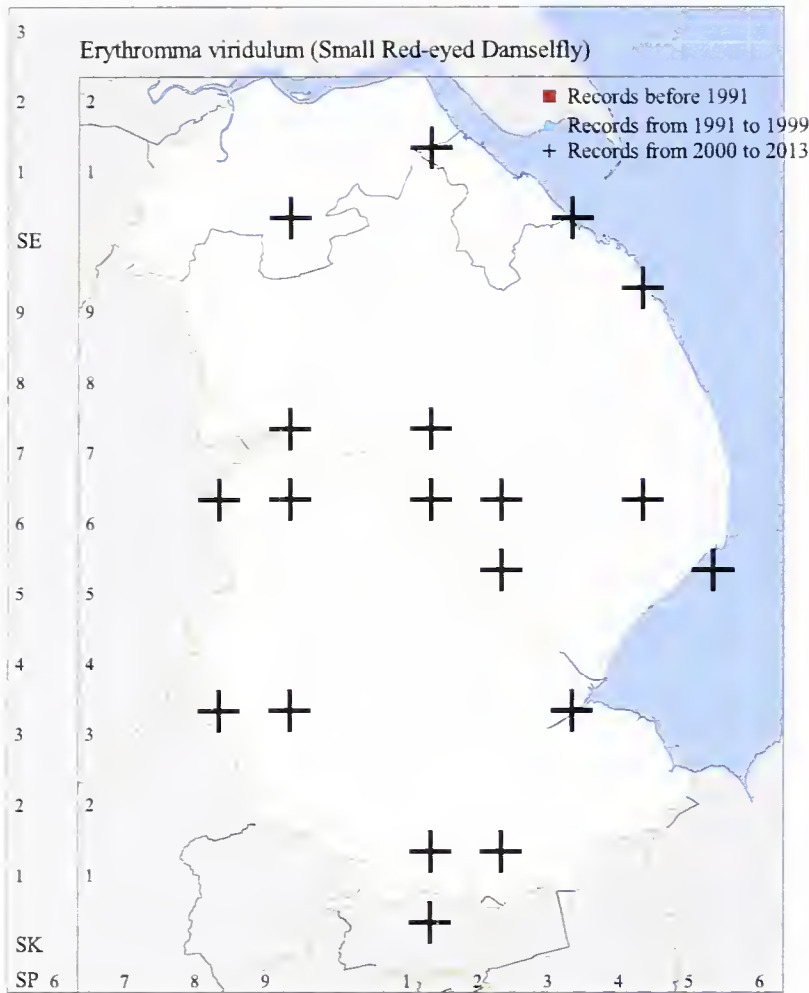 Erythromma viridulum (Small Red-eyed Damselfly)
Records before 1991
Records from 1991 to 1999
+ Records from 2000 to 2013
3
2 2
1 1
SE
9 9
8 8
7 7
6 6
5 5
4 4
3 3
2 2
1 1
SK
SP 6 7 8 9 1 2 3 4 5 6